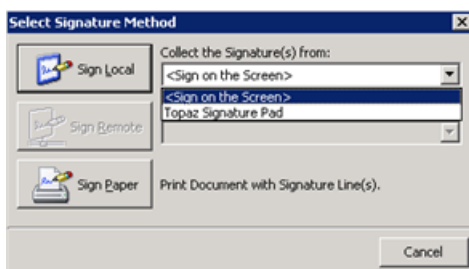 Select Signature Method
Collect the Signature(s) from:
Sign Local
<Sign on the Screen>
<Sign on the Screen>
Topaz Signature Pad
Sign Remote
Sign Paper
Print Document with Signature Line(s).
Cancel